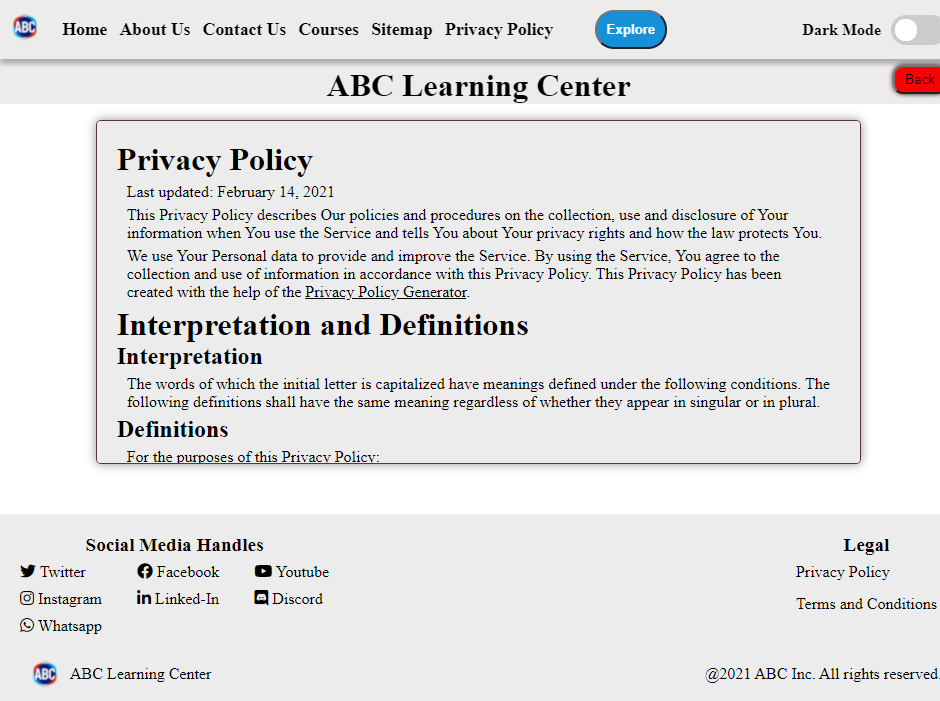 ABC Home About Us Contact Us Courses Sitemap Privacy Policy Explore Dark Mode
ABC Learning Center
Back
Privacy Policy
Last updated: February 14, 2021
This Privacy Policy describes Our policies and procedures on the collection, use and disclosure of Your
information when You use the Service and tells You about Your privacy rights and how the law protects You.
We use Your Personal data to provide and improve the Service. By using the Service, You agree to the
collection and use of information in accordance with this Privacy Policy. This Privacy Policy has been
created with the help of the Privacy Policy Generator.
Interpretation and Definitions
Interpretation
The words of which the initial letter is capitalized have meanings defined under the following conditions. The
following definitions shall have the same meaning regardless of whether they appear in singular or in plural.
Definitions
For the purposes of this Privacy Policy:
Social Media Handles
Twitter Facebook Youtube
Instagram Linked-In Discord
Whatsapp
Legal
Privacy Policy
Terms and Conditions
ABC ABC Learning Center
@2021 ABC Inc. All rights reserved.